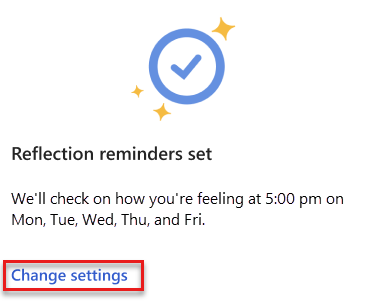 Reflection reminders set
We'll check on how you're feeling at 5:00 pm on
Mon, Tue, Wed, Thu, and Fri.
Change settings